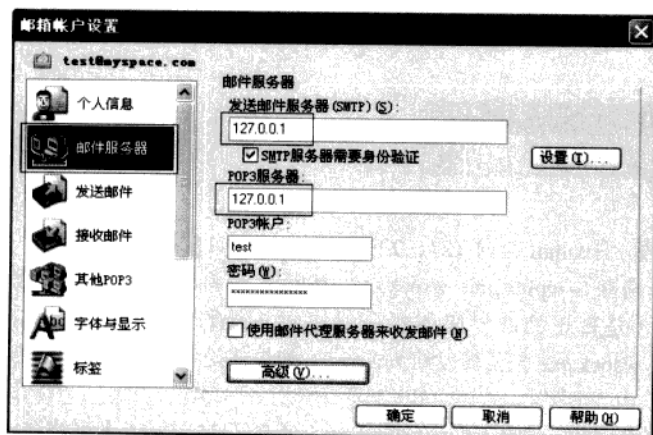 邮箱帐户设置
test@myspace.com
个人信息
邮件服务器
发送邮件
接收邮件
其他POP3
字体与显示
标签
邮件服务器
发送邮件服务器(SMTP)(S):
127.0.0.1
SMTP服务器需要身份验证
设置(I)...
POP3服务器:
127.0.0.1
POP3帐户:
test
密码(W):
****************
使用邮件代理服务器来收发邮件(N)
高级(V)...
确定
取消
帮助(H)